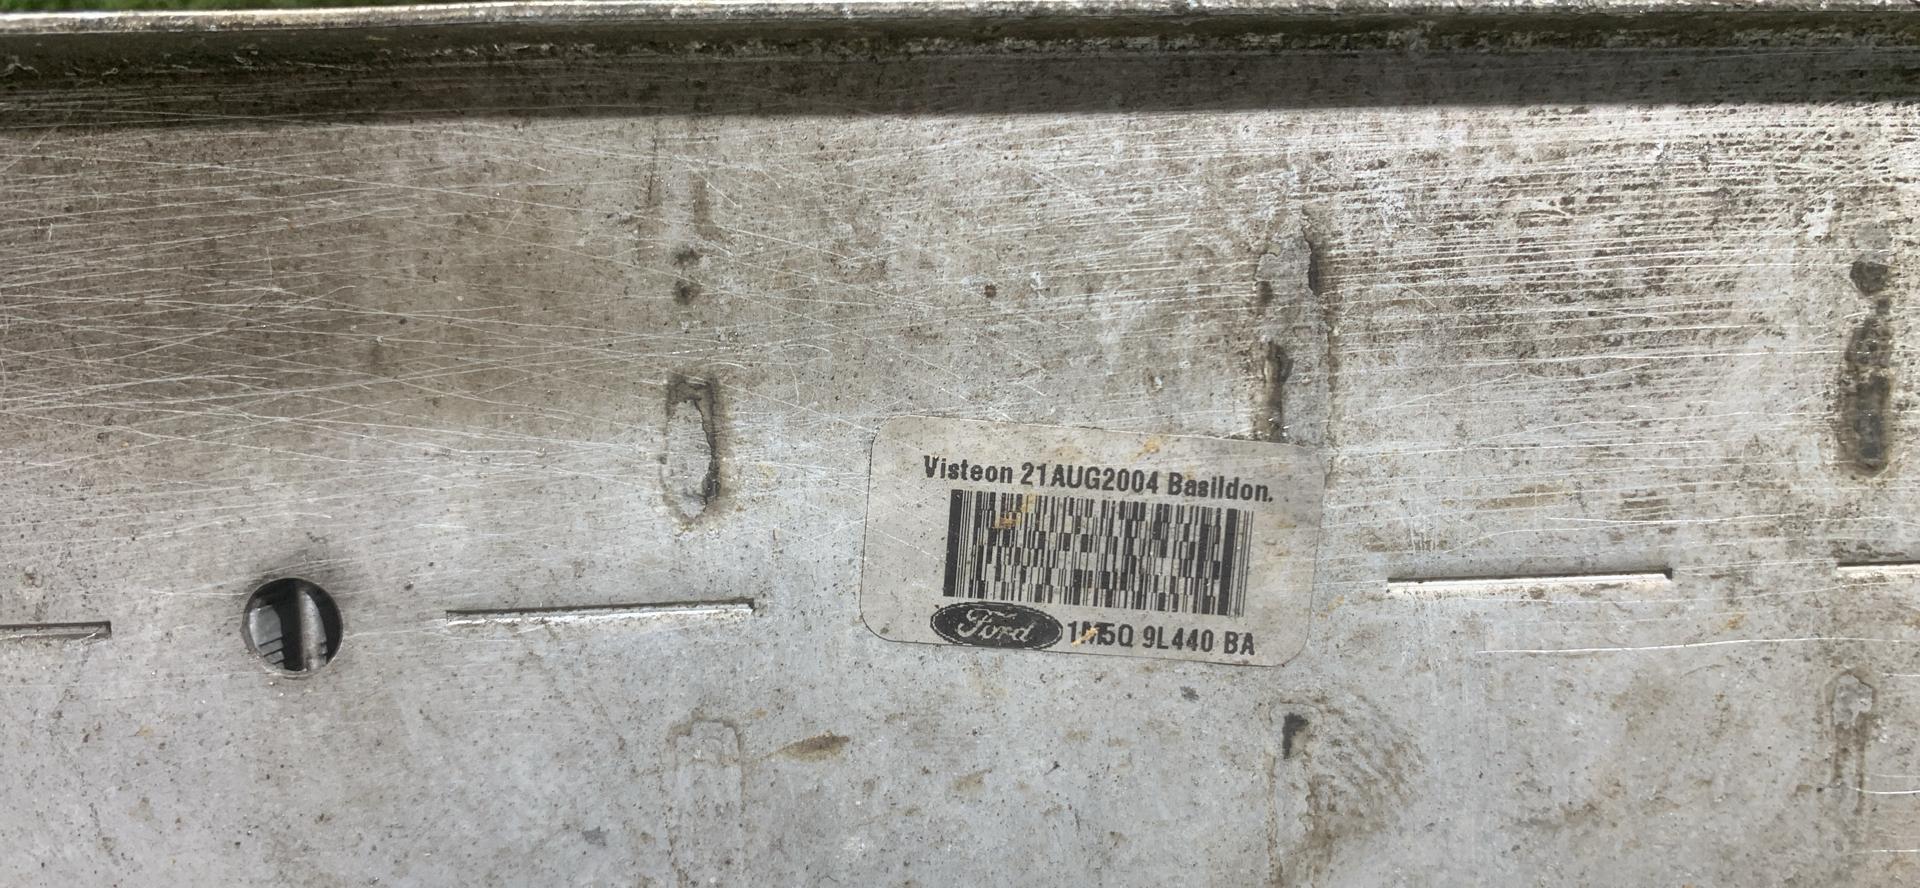 Visteon 21AUG2004 Basildon.
Ford 1M5Q 9L440 BA